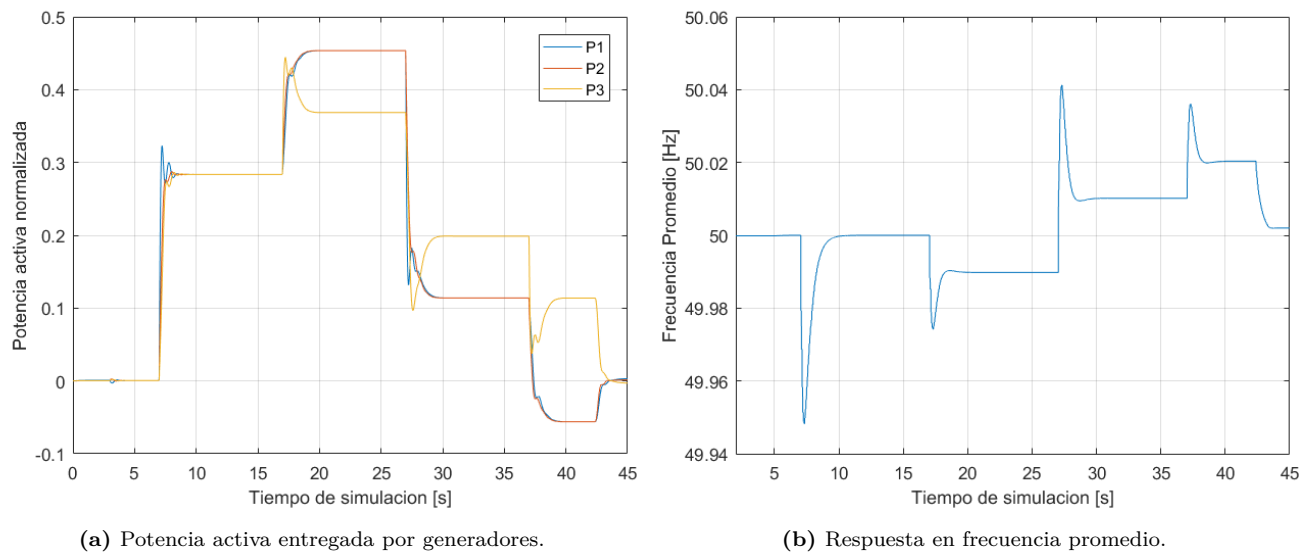 0.5
0.4
0.3
0.2
0.1
0
-0.1
0 5 10 15 20 25 30 35 40 45
Potencia activa normalizada
Tiempo de simulacion [s]
P1
P2
P3
(a) Potencia activa entregada por generadores.
50.06
50.04
50.02
50
49.98
49.96
49.94
5 10 15 20 25 30 35 40 45
Frecuencia Promedio [Hz]
Tiempo de simulacion [s]
(b) Respuesta en frecuencia promedio.